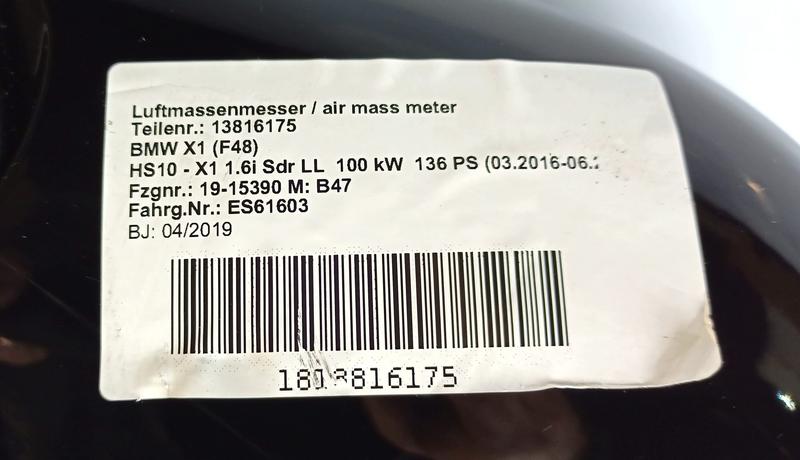 Luftmassenmesser / air mass meter
Teilenr.: 13816175
BMW X1 (F48)
HS10 - X1 1.6i Sdr LL 100 kW 136 PS (03.2016-06.
Fzgnr.: 19-15390 M: B47
Fahrg.Nr.: ES61603
BJ: 04/2019